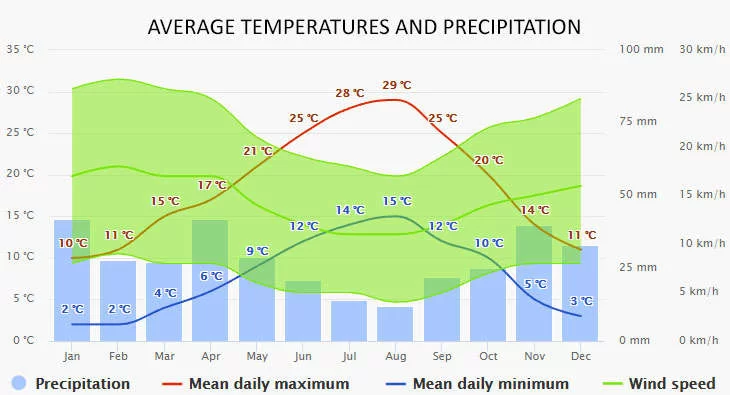 AVERAGE TEMPERATURES AND PRECIPITATION
35 °C 100 mm 30 km/h
30 °C 25 km/h
25 °C 75 mm
20 °C 20 km/h
15 °C 50 mm 15 km/h
10 °C 10 km/h
5 °C 25 mm 5 km/h
0 °C 0 mm 0 km/h
10 °C 11 °C 15 °C 17 °C 21 °C 25 °C 28 °C 29 °C 25 °C 20 °C 14 °C 11 °C
2 °C 2 °C 4 °C 6 °C 9 °C 12 °C 14 °C 15 °C 12 °C 10 °C 5 °C 3 °C
Jan Feb Mar Apr May Jun Jul Aug Sep Oct Nov Dec
Precipitation Mean daily maximum Mean daily minimum Wind speed